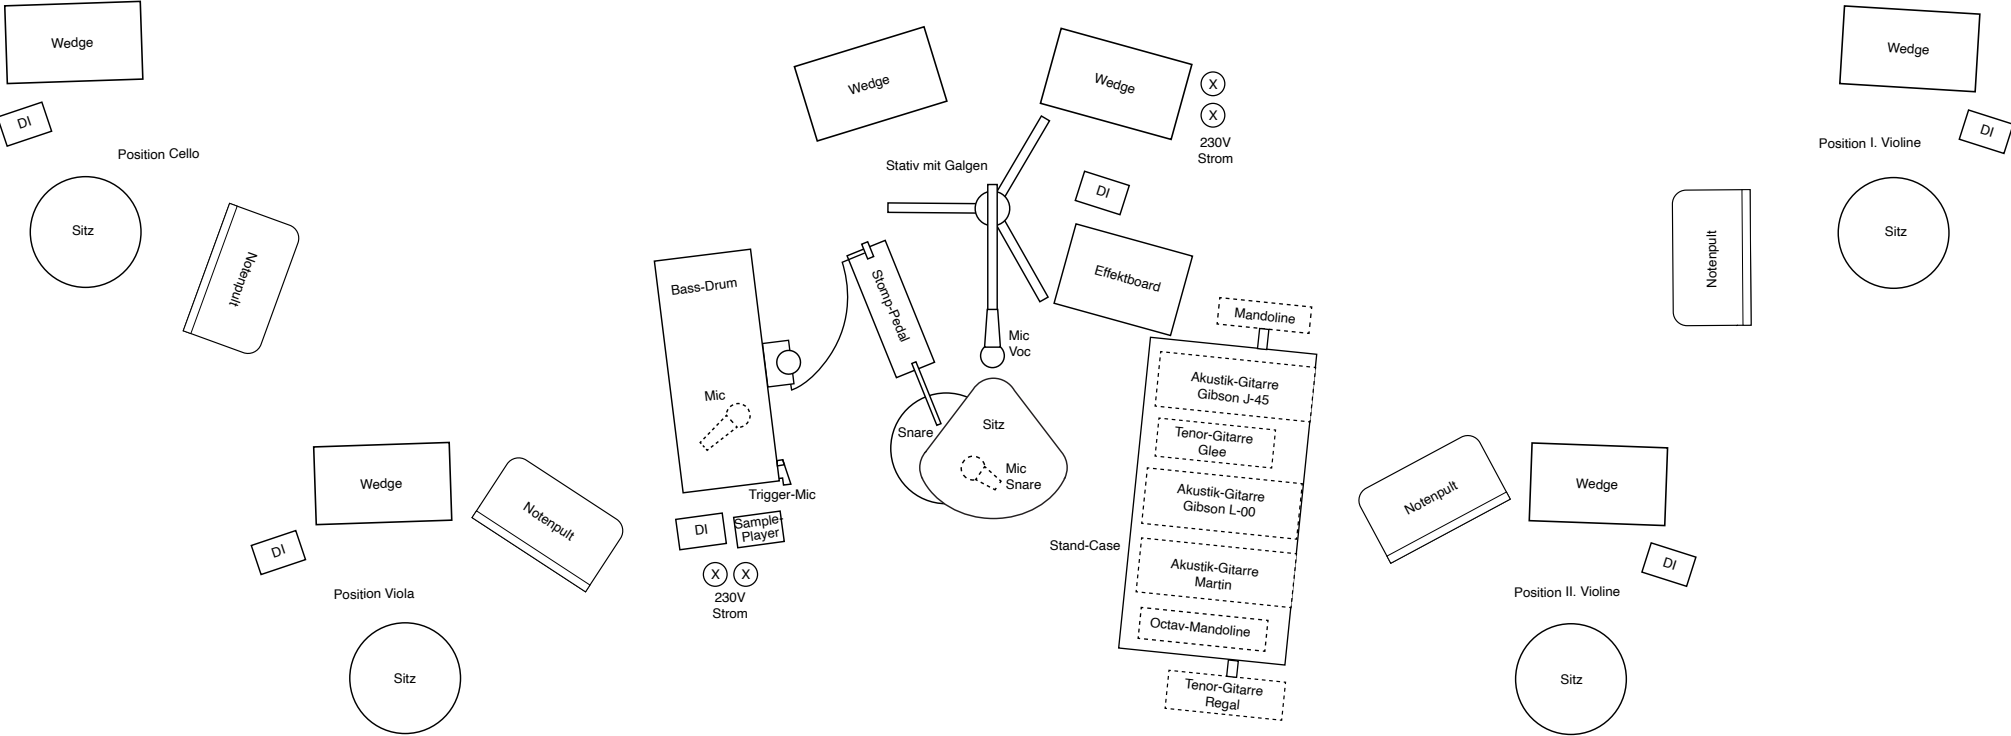 Wedge
DI
Position Cello
Sitz
Notenpult
Wedge
DI
Position Viola
Sitz
Notenpult
Bass-Drum
Mic
Trigger-Mic
DI
Sample-
Player
X
X
230V
Strom
Stomp-Pedal
Snare
Wedge
Wedge
X
X
230V
Strom
Stativ mit Galgen
DI
Effektboard
Mic
Voc
Sitz
Mic
Snare
Mandoline
Akustik-Gitarre
Gibson J-45
Tenor-Gitarre
Glee
Akustik-Gitarre
Gibson L-00
Stand-Case
Akustik-Gitarre
Martin
Octav-Mandoline
Tenor-Gitarre
Regal
Notenpult
Wedge
DI
Position II. Violine
Sitz
Wedge
DI
Position I. Violine
Notenpult
Sitz